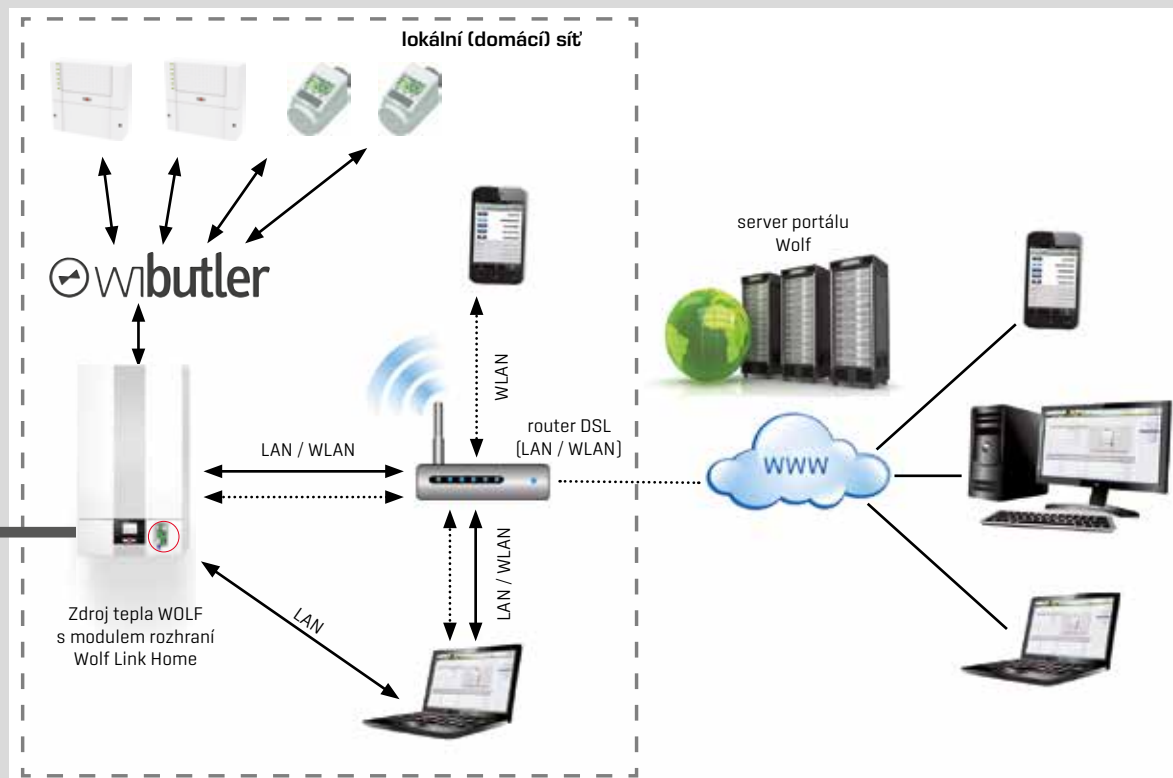 lokální (domácí) síť
wibutler
server portálu
Wolf
WLAN
router DSL
(LAN / WLAN)
LAN / WLAN
WWW
LAN / WLAN
LAN
Zdroj tepla WOLF
s modulem rozhraní
Wolf Link Home